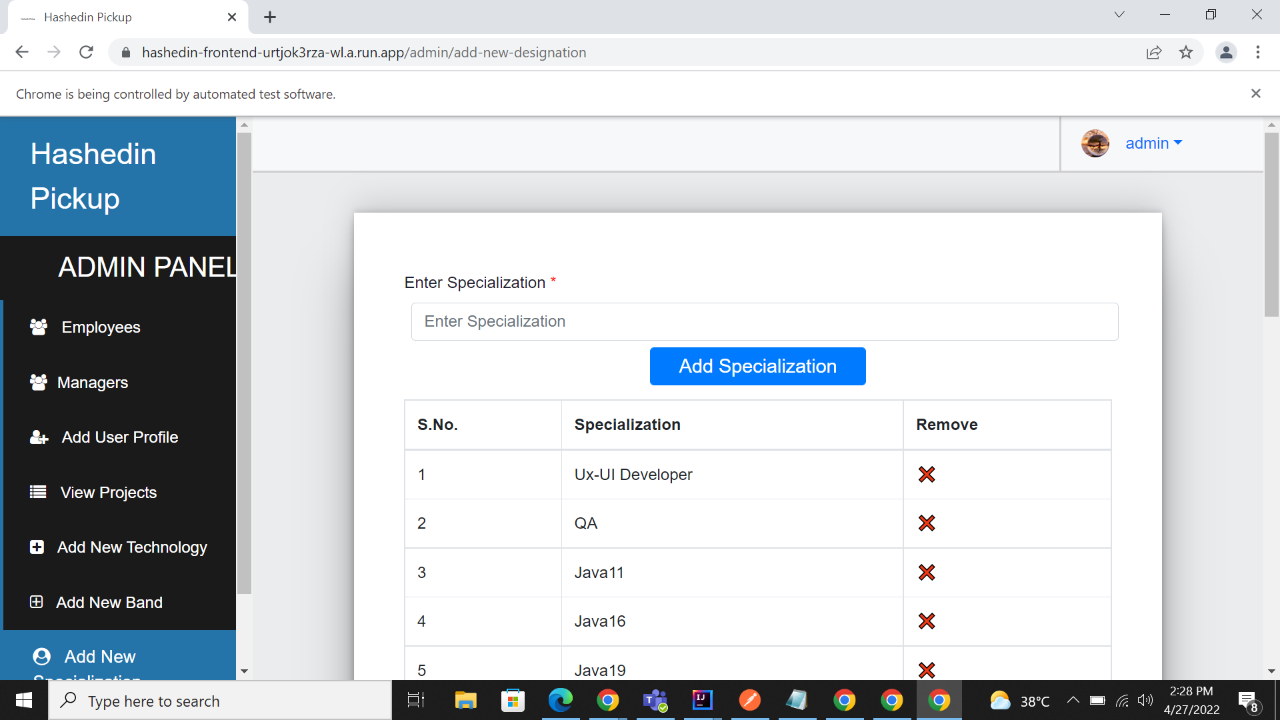 Hashedin Pickup
hashedin-frontend-urtjok3rza-wl.a.run.app/admin/add-new-designation
Chrome is being controlled by automated test software.
Hashedin
Pickup
admin
ADMIN PANEL
Employees
Managers
Add User Profile
View Projects
Add New Technology
Add New Band
Add New
Specialization
Enter Specialization *
Enter Specialization
Add Specialization
S.No. Specialization Remove
1 Ux-UI Developer
2 QA
3 Java11
4 Java16
5 Java19
Type here to search
38°C
2:28 PM
4/27/2022
8